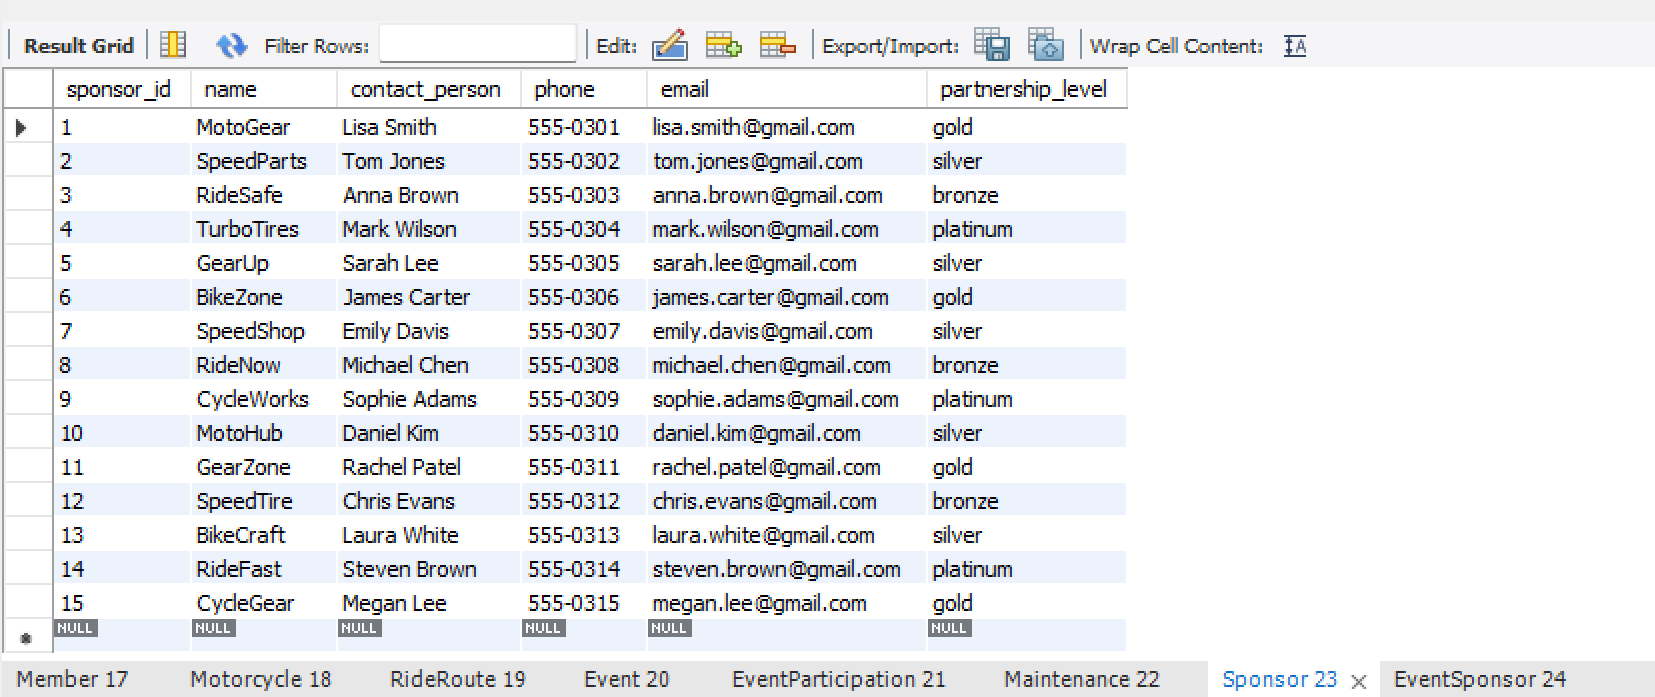 Result Grid Filter Rows: Edit: Export/Import: Wrap Cell Content:
sponsor_id name contact_person phone email partnership_level
1 MotoGear Lisa Smith 555-0301 lisa.smith@gmail.com gold
2 SpeedParts Tom Jones 555-0302 tom.jones@gmail.com silver
3 RideSafe Anna Brown 555-0303 anna.brown@gmail.com bronze
4 TurboTires Mark Wilson 555-0304 mark.wilson@gmail.com platinum
5 GearUp Sarah Lee 555-0305 sarah.lee@gmail.com silver
6 BikeZone James Carter 555-0306 james.carter@gmail.com gold
7 SpeedShop Emily Davis 555-0307 emily.davis@gmail.com silver
8 RideNow Michael Chen 555-0308 michael.chen@gmail.com bronze
9 CycleWorks Sophie Adams 555-0309 sophie.adams@gmail.com platinum
10 MotoHub Daniel Kim 555-0310 daniel.kim@gmail.com silver
11 GearZone Rachel Patel 555-0311 rachel.patel@gmail.com gold
12 SpeedTire Chris Evans 555-0312 chris.evans@gmail.com bronze
13 BikeCraft Laura White 555-0313 laura.white@gmail.com silver
14 RideFast Steven Brown 555-0314 steven.brown@gmail.com platinum
15 CycleGear Megan Lee 555-0315 megan.lee@gmail.com gold
NULL NULL NULL NULL NULL NULL
Member 17 Motorcycle 18 RideRoute 19 Event 20 EventParticipation 21 Maintenance 22 Sponsor 23 EventSponsor 24